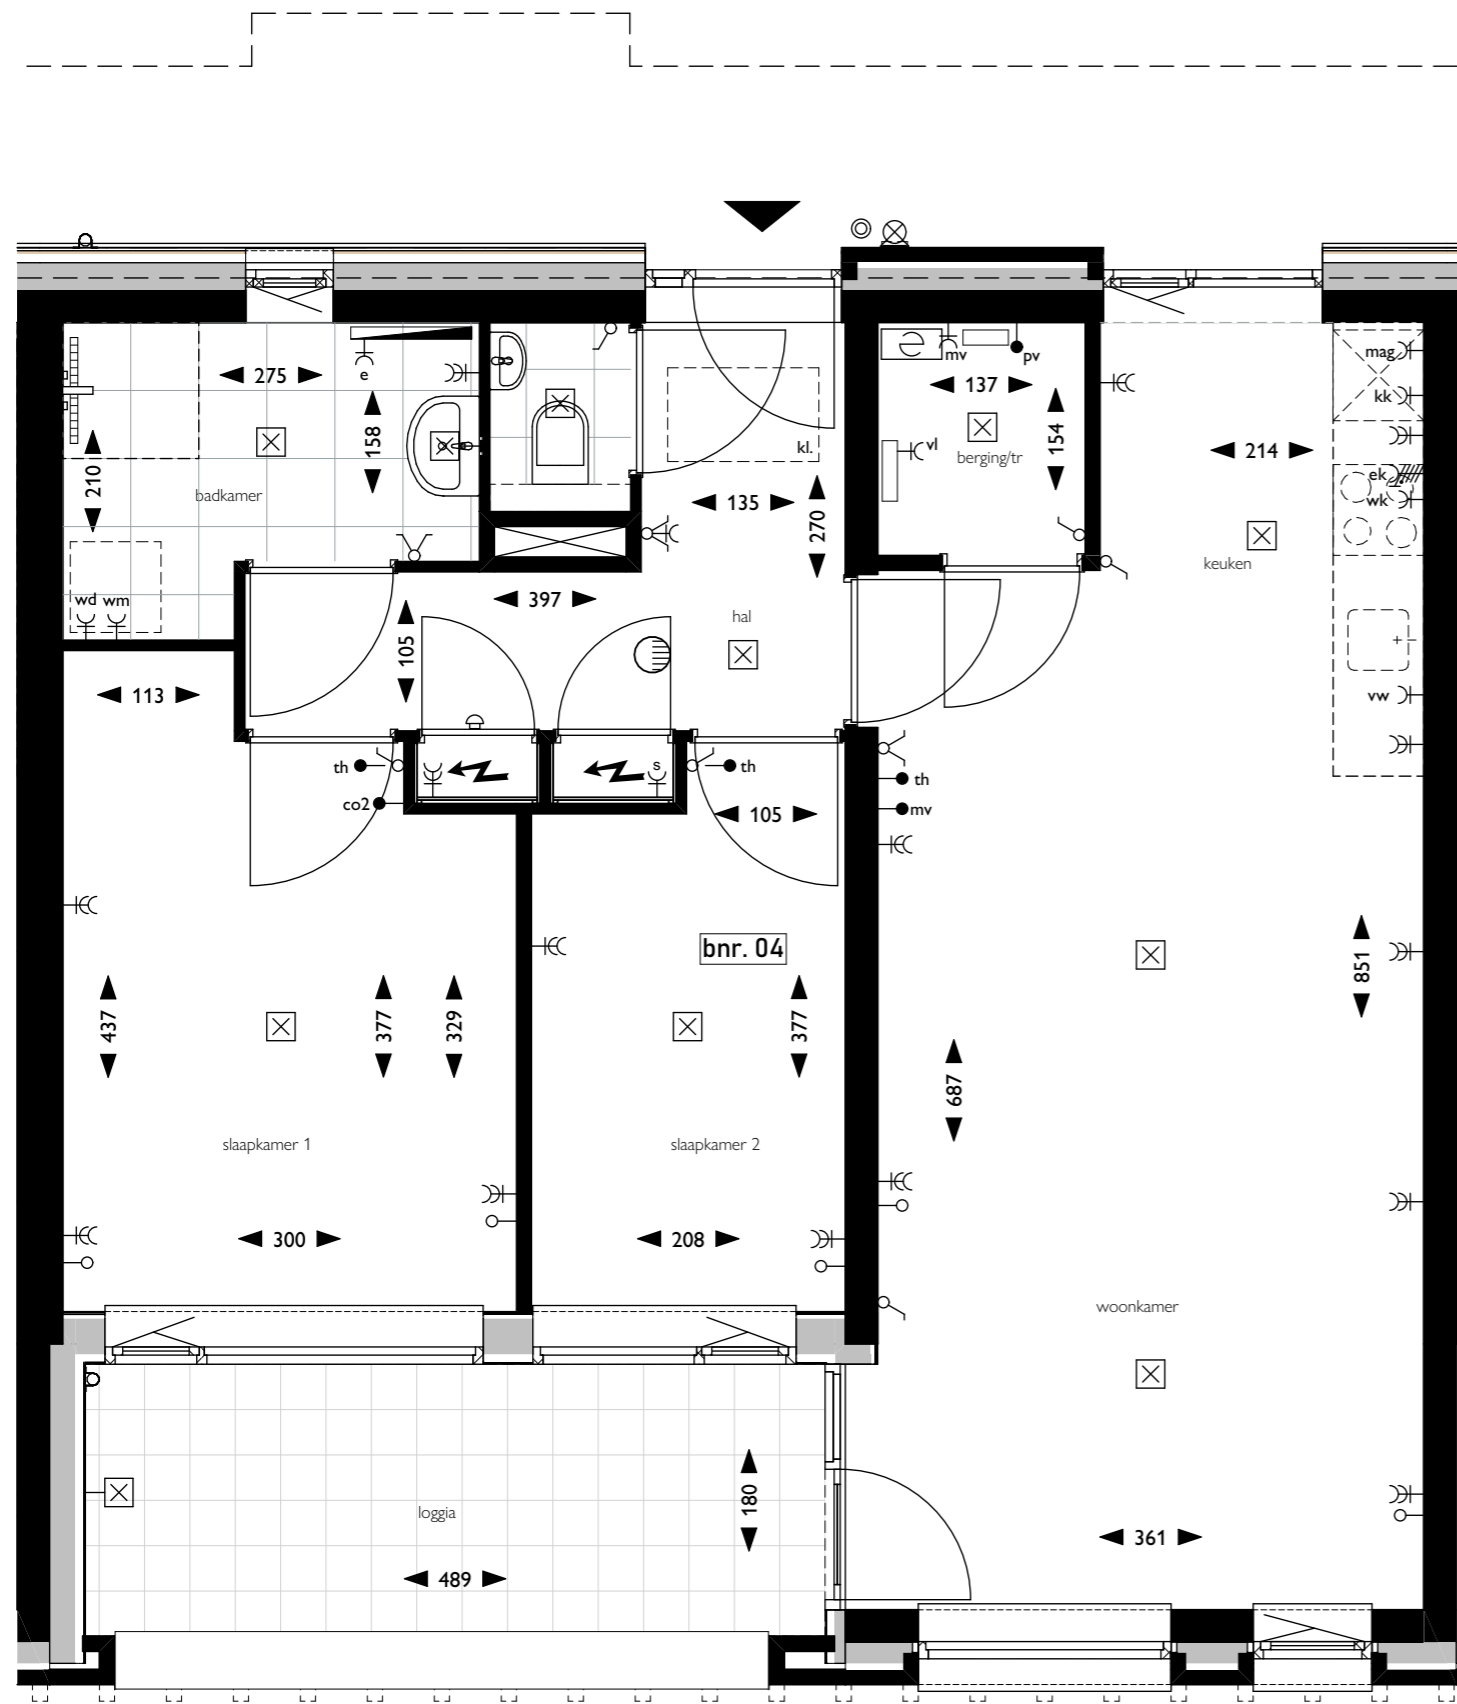 275
e
158
210
badkamer
wd wm
kl.
135
270
e
mv
pv
137
vl
berging/tr
154
214
mag
kk
ek
wk
keuken
vw
397
hal
105
113
th
co2
s
th
105
th
mv
bnr. 04
437
377
329
377
687
851
slaapkamer 1
slaapkamer 2
300
208
woonkamer
loggia
180
489
361